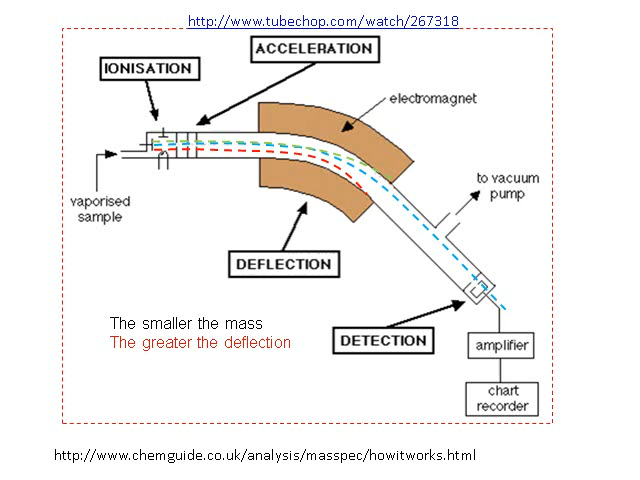 http://www.tubechop.com/watch/267318
ACCELERATION
IONISATION
electromagnet
to vacuum
pump
vaporised
sample
DEFLECTION
The smaller the mass
The greater the deflection
DETECTION
amplifier
chart
recorder
http://www.chemguide.co.uk/analysis/masspec/howitworks.html